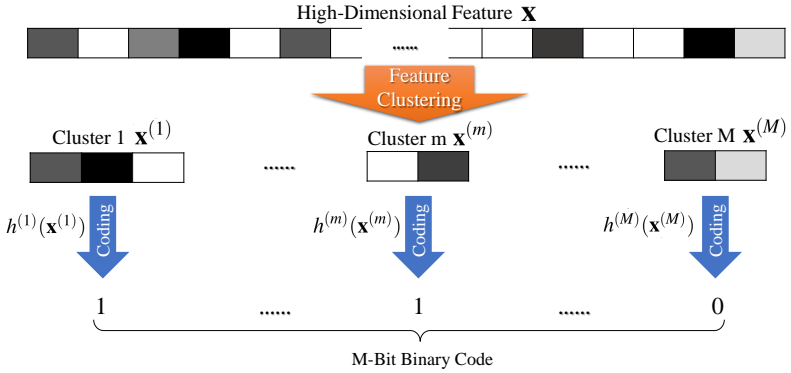 High-Dimensional Feature x
......
Feature
Clustering
Cluster 1 x^(1)
Cluster m x^(m)
Cluster M x^(M)
......
......
h^(1)(x^(1))
Coding
h^(m)(x^(m))
Coding
h^(M)(x^(M))
Coding
1 ...... 1 ...... 0
M-Bit Binary Code